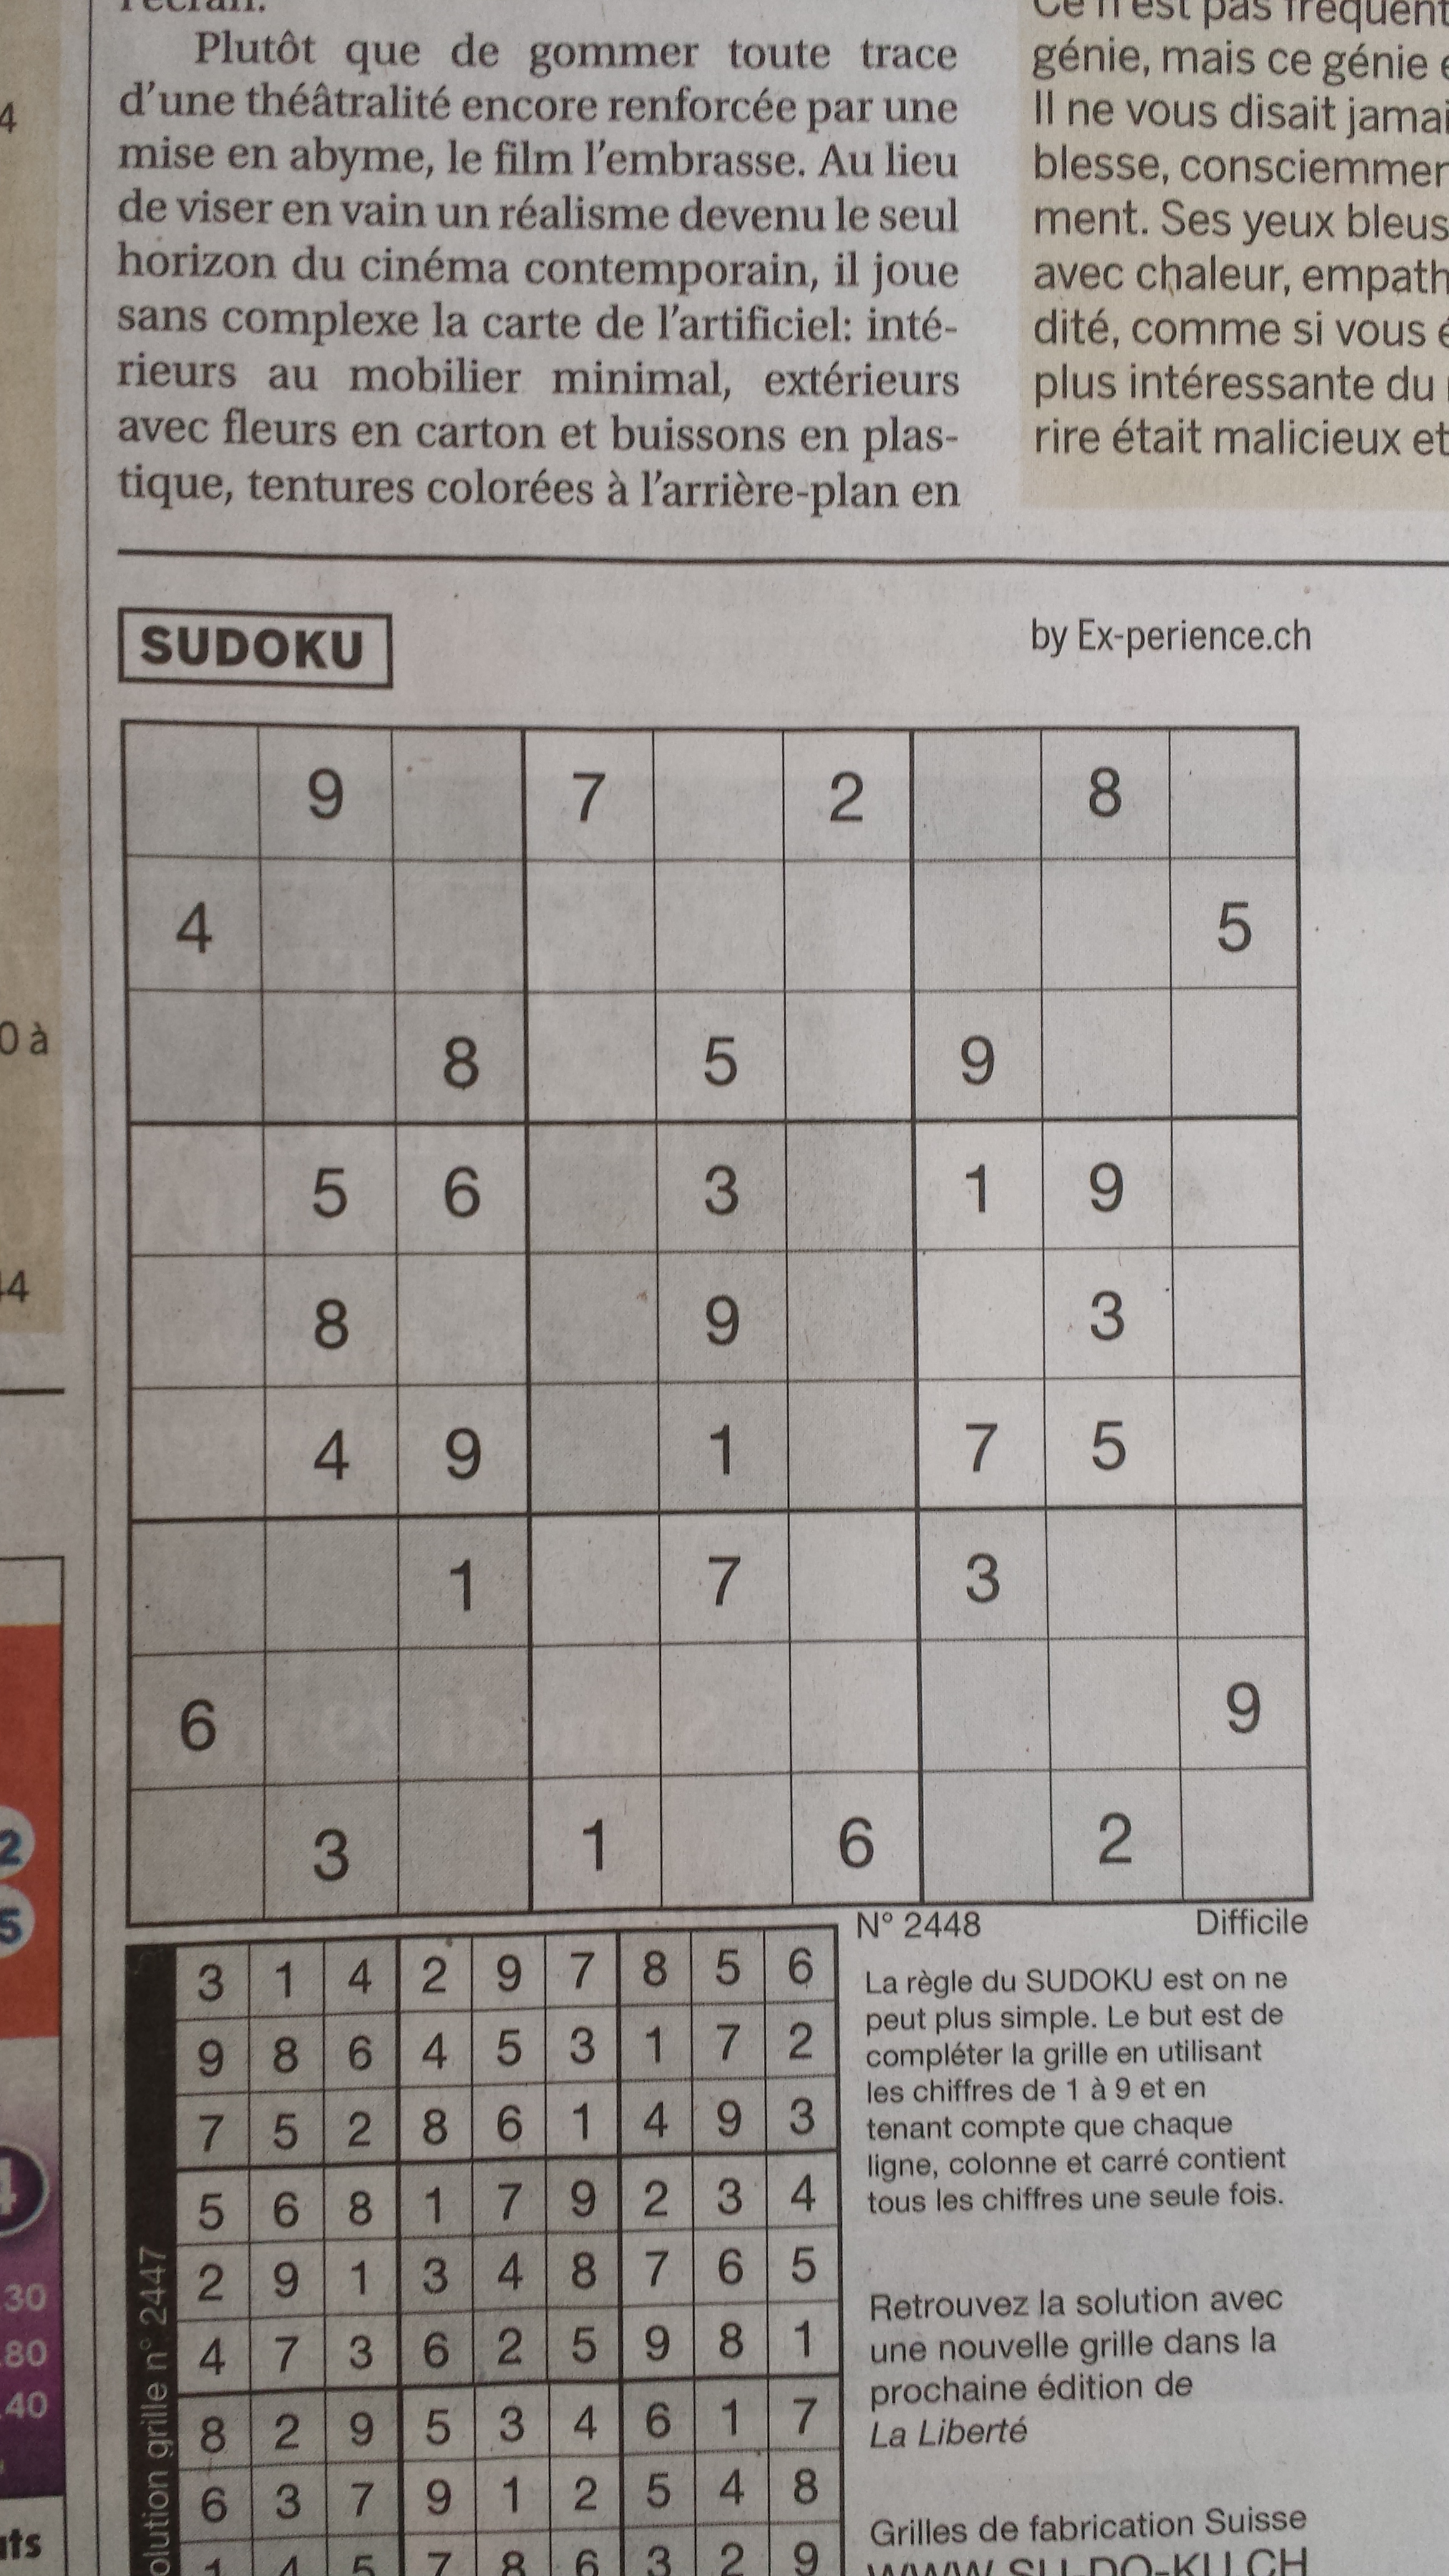 Plutôt que de gommer toute trace
d'une théâtralité encore renforcée par une
mise en abyme, le film l'embrasse. Au lieu
de viser en vain un réalisme devenu le seul
horizon du cinéma contemporain, il joue
sans complexe la carte de l'artificiel: inté-
rieurs au mobilier minimal, extérieurs
avec fleurs en carton et buissons en plas-
tique, tentures colorées à l'arrière-plan en
Ce n'est pas fréquent
génie, mais ce génie
Il ne vous disait jamai
blesse, consciemmer
ment. Ses yeux bleus
avec chaleur, empath
dité, comme si vous
plus intéressante du
rire était malicieux et
4
0 à
44
2
5
30
80
40
SUDOKU
by Ex-perience.ch
9 7 2 8
4 5
8 5 9
5 6 3 1 9
8 9 3
4 9 1 7 5
1 7 3
6 9
3 1 6 2
N° 2448 Difficile
olution grille n° 2447
3 1 4 2 9 7 8 5 6
9 8 6 4 5 3 1 7 2
7 5 2 8 6 1 4 9 3
5 6 8 1 7 9 2 3 4
2 9 1 3 4 8 7 6 5
4 7 3 6 2 5 9 8 1
8 2 9 5 3 4 6 1 7
6 3 7 9 1 2 5 4 8
1 4 5 7 8 6 3 2 9
La règle du SUDOKU est on ne
peut plus simple. Le but est de
compléter la grille en utilisant
les chiffres de 1 à 9 et en
tenant compte que chaque
ligne, colonne et carré contient
tous les chiffres une seule fois.
Retrouvez la solution avec
une nouvelle grille dans la
prochaine édition de
La Liberté
Grilles de fabrication Suisse
WWW.SU-DO-KU.CH